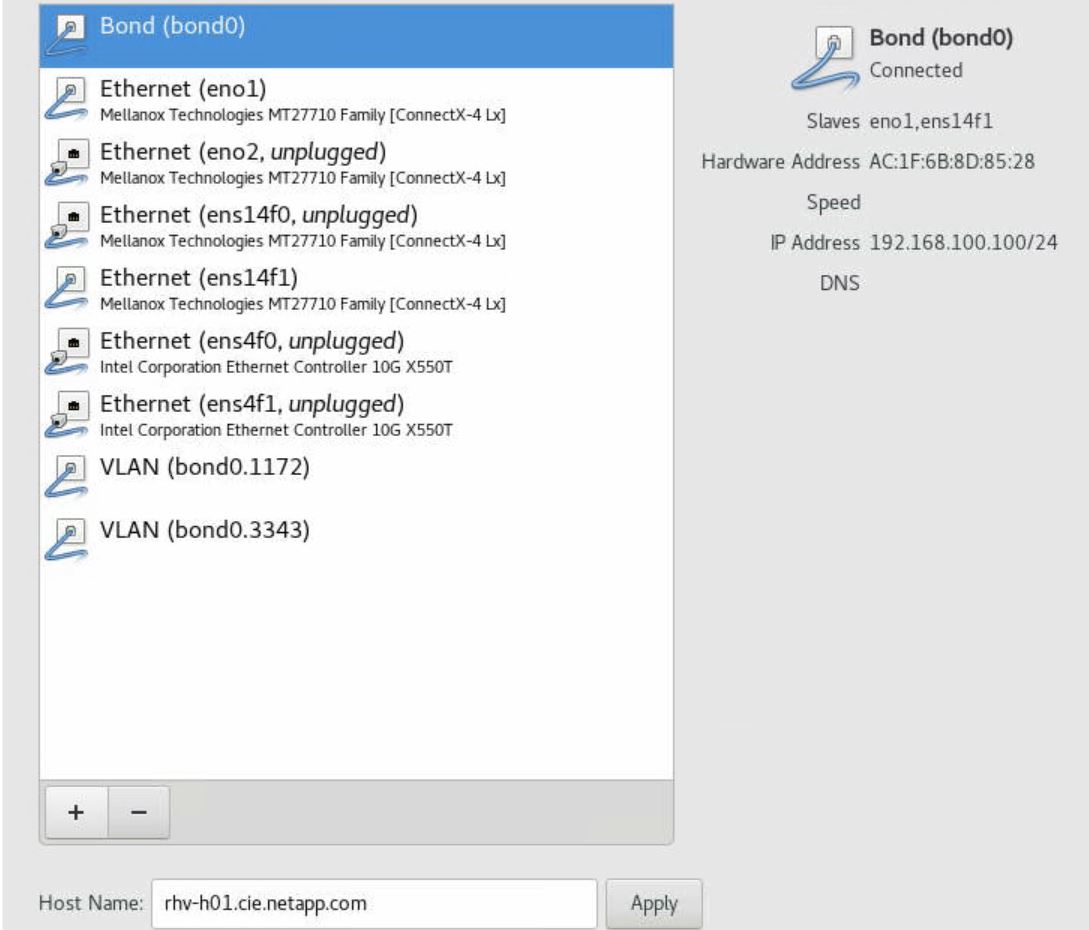 Bond (bond0)
Ethernet (eno1)
Mellanox Technologies MT27710 Family [ConnectX-4 Lx]
Ethernet (eno2, unplugged)
Mellanox Technologies MT27710 Family [ConnectX-4 Lx]
Ethernet (ens14f0, unplugged)
Mellanox Technologies MT27710 Family [ConnectX-4 Lx]
Ethernet (ens14f1)
Mellanox Technologies MT27710 Family [ConnectX-4 Lx]
Ethernet (ens4f0, unplugged)
Intel Corporation Ethernet Controller 10G X550T
Ethernet (ens4f1, unplugged)
Intel Corporation Ethernet Controller 10G X550T
VLAN (bond0.1172)
VLAN (bond0.3343)
+ −
Host Name: rhv-h01.cie.netapp.com Apply
Bond (bond0)
Connected
Slaves eno1,ens14f1
Hardware Address AC:1F:6B:8D:85:28
Speed
IP Address 192.168.100.100/24
DNS